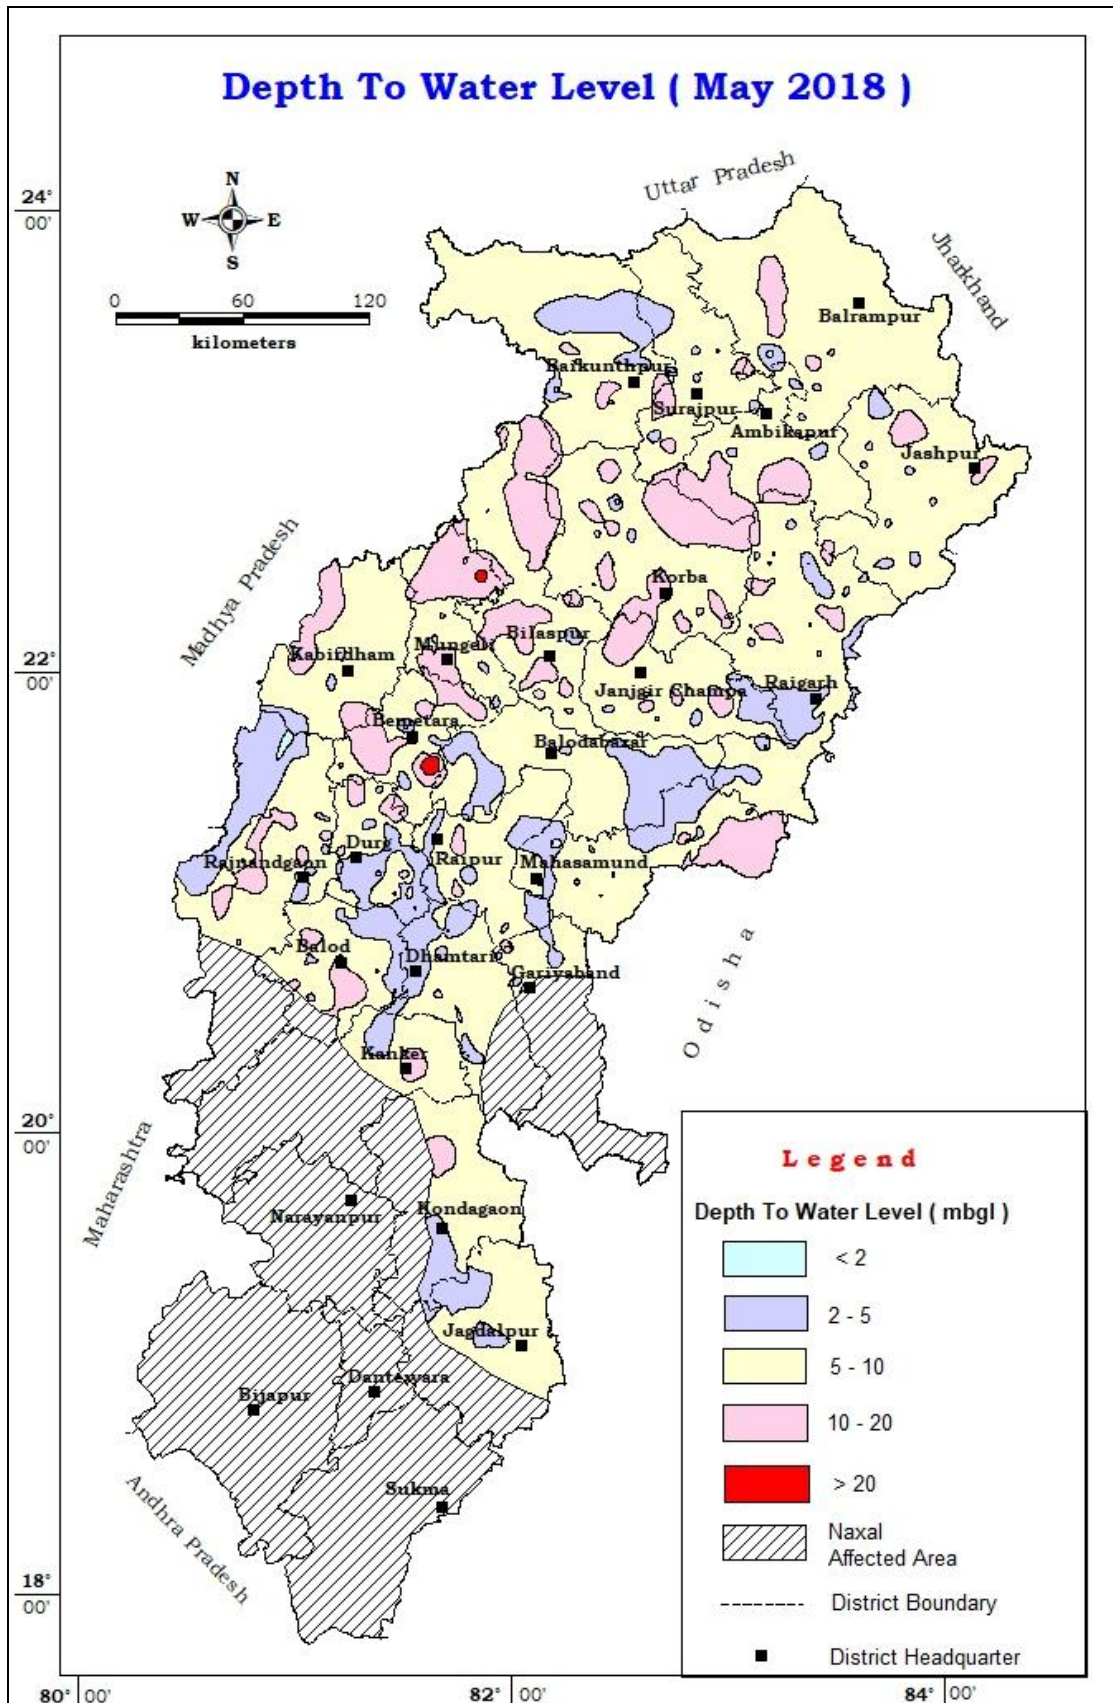 Depth To Water Level ( May 2018 )
Uttar Pradesh
24°
00'
N
W E
S
Jharkhand
0 60 120
kilometers
Balrampur
Baikunthpur
Surajpur
Ambikapur
Jashpur
Madhya Pradesh
Korba
Bilaspur
Mungeli
Kabirdham
22°
00'
Janjgir Champa
Raigarh
Bemetara
Balodabazar
Durg
Raipur
Rajnandgaon
Mahasamund
Balod
Dhamtari
Gariyaband
Odisha
Kanker
20°
00'
Maharashtra
Narayanpur
Kondagaon
Jagdalpur
Dantewara
Bijapur
Sukma
Andhra Pradesh
18°
00'
Legend
Depth To Water Level ( mbgl )
< 2
2 - 5
5 - 10
10 - 20
> 20
Naxal
Affected Area
District Boundary
District Headquarter
80° 00' 82° 00' 84° 00'